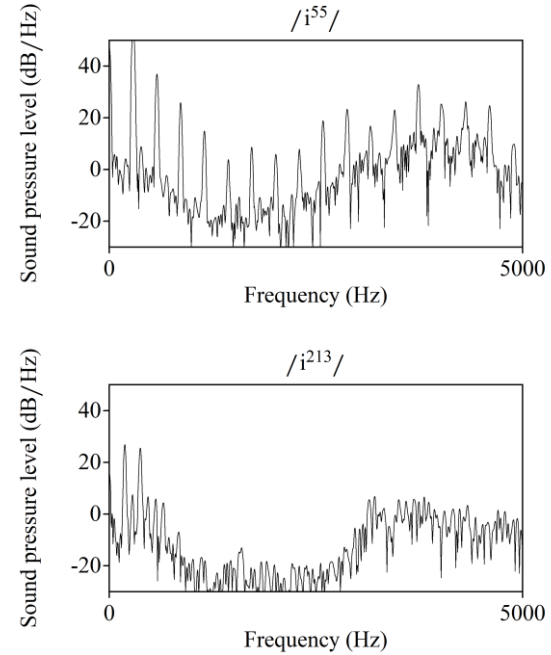 /i⁵⁵/
Sound pressure level (dB/Hz)
40
20
0
-20
0
5000
Frequency (Hz)
/i²¹³/
Sound pressure level (dB/Hz)
40
20
0
-20
0
5000
Frequency (Hz)